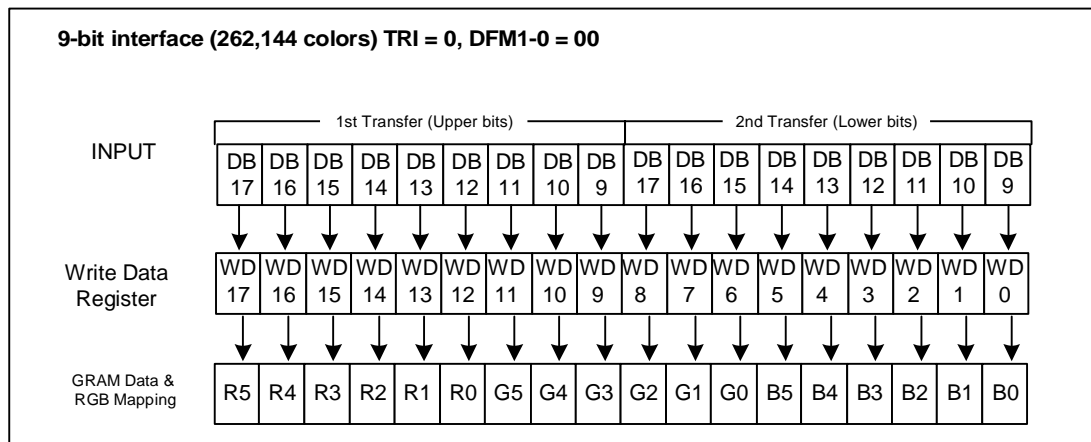 9-bit interface (262,144 colors) TRI = 0, DFM1-0 = 00
1st Transfer (Upper bits) 2nd Transfer (Lower bits)
INPUT
DB DB DB DB DB DB DB DB DB DB DB DB DB DB DB DB DB DB
17 16 15 14 13 12 11 10 9 17 16 15 14 13 12 11 10 9
Write Data
Register
WD WD WD WD WD WD WD WD WD WD WD WD WD WD WD WD WD WD
17 16 15 14 13 12 11 10 9 8 7 6 5 4 3 2 1 0
GRAM Data &
RGB Mapping
R5 R4 R3 R2 R1 R0 G5 G4 G3 G2 G1 G0 B5 B4 B3 B2 B1 B0